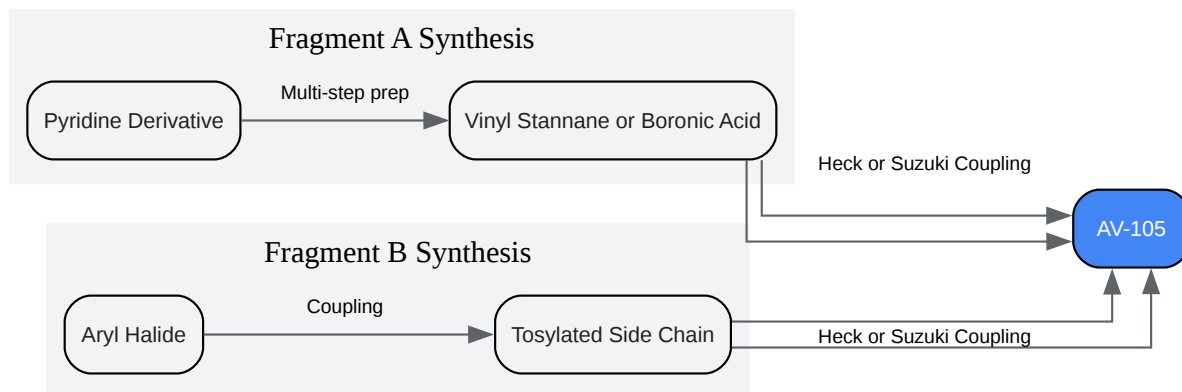 Fragment A Synthesis
Multi-step prep
Pyridine Derivative
Vinyl Stannane or Boronic Acid
Heck or Suzuki Coupling
AV-105
Fragment B Synthesis
Coupling
Aryl Halide
Tosylated Side Chain
Heck or Suzuki Coupling